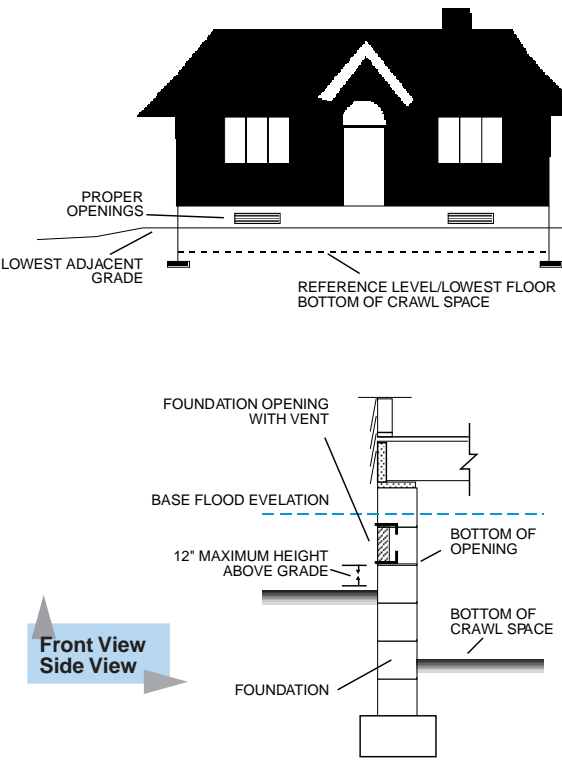 PROPER
OPENINGS
LOWEST ADJACENT
GRADE
REFERENCE LEVEL/LOWEST FLOOR
BOTTOM OF CRAWL SPACE
FOUNDATION OPENING
WITH VENT
BASE FLOOD EVELATION
BOTTOM OF
OPENING
12" MAXIMUM HEIGHT
ABOVE GRADE
BOTTOM OF
CRAWL SPACE
Front View
Side View
FOUNDATION